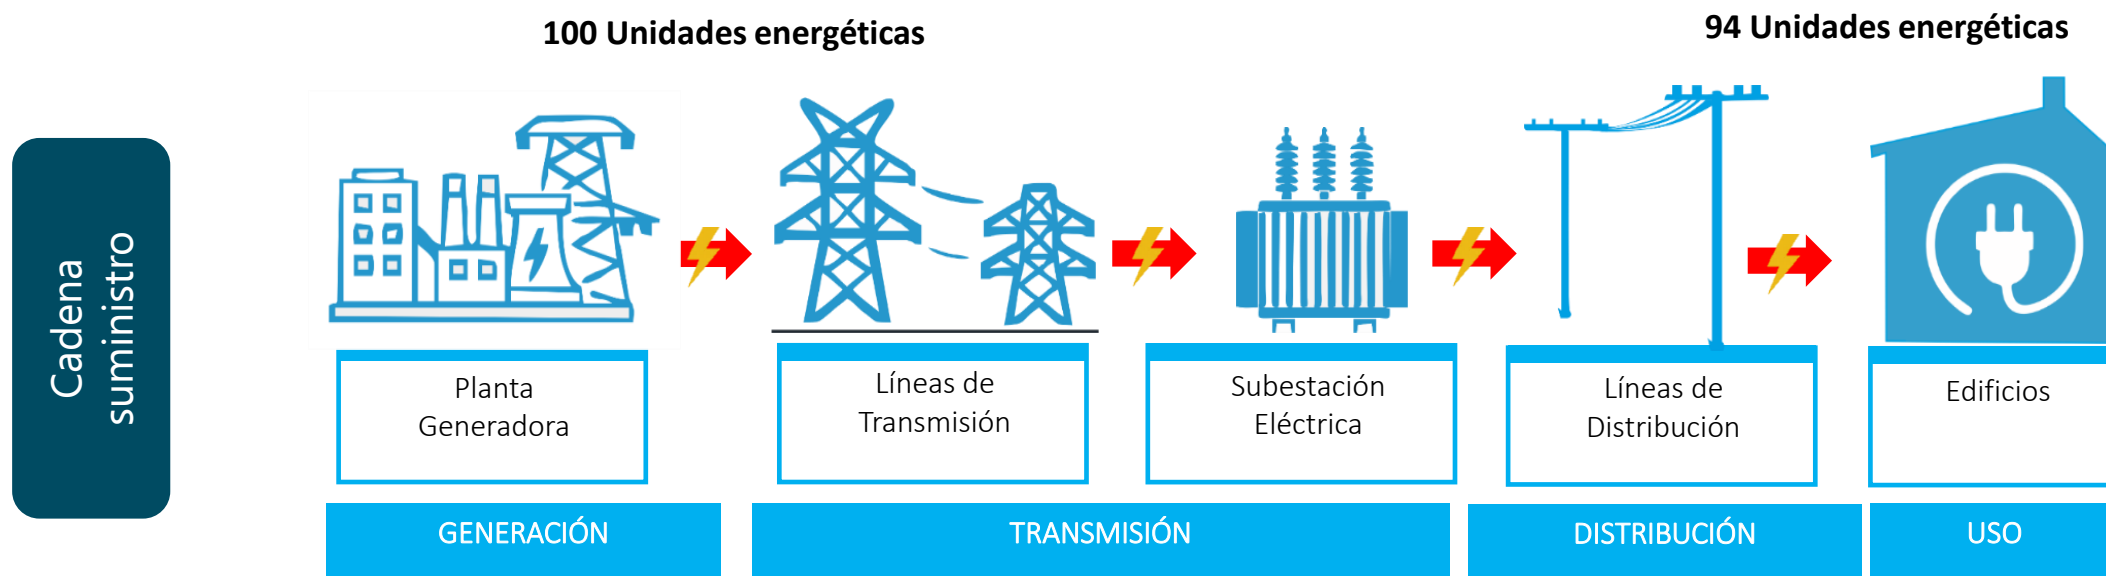 100 Unidades energéticas
94 Unidades energéticas
Cadena
suministro
Planta
Generadora
Líneas de
Transmisión
Subestación
Eléctrica
Líneas de
Distribución
Edificios
GENERACIÓN
TRANSMISIÓN
DISTRIBUCIÓN
USO